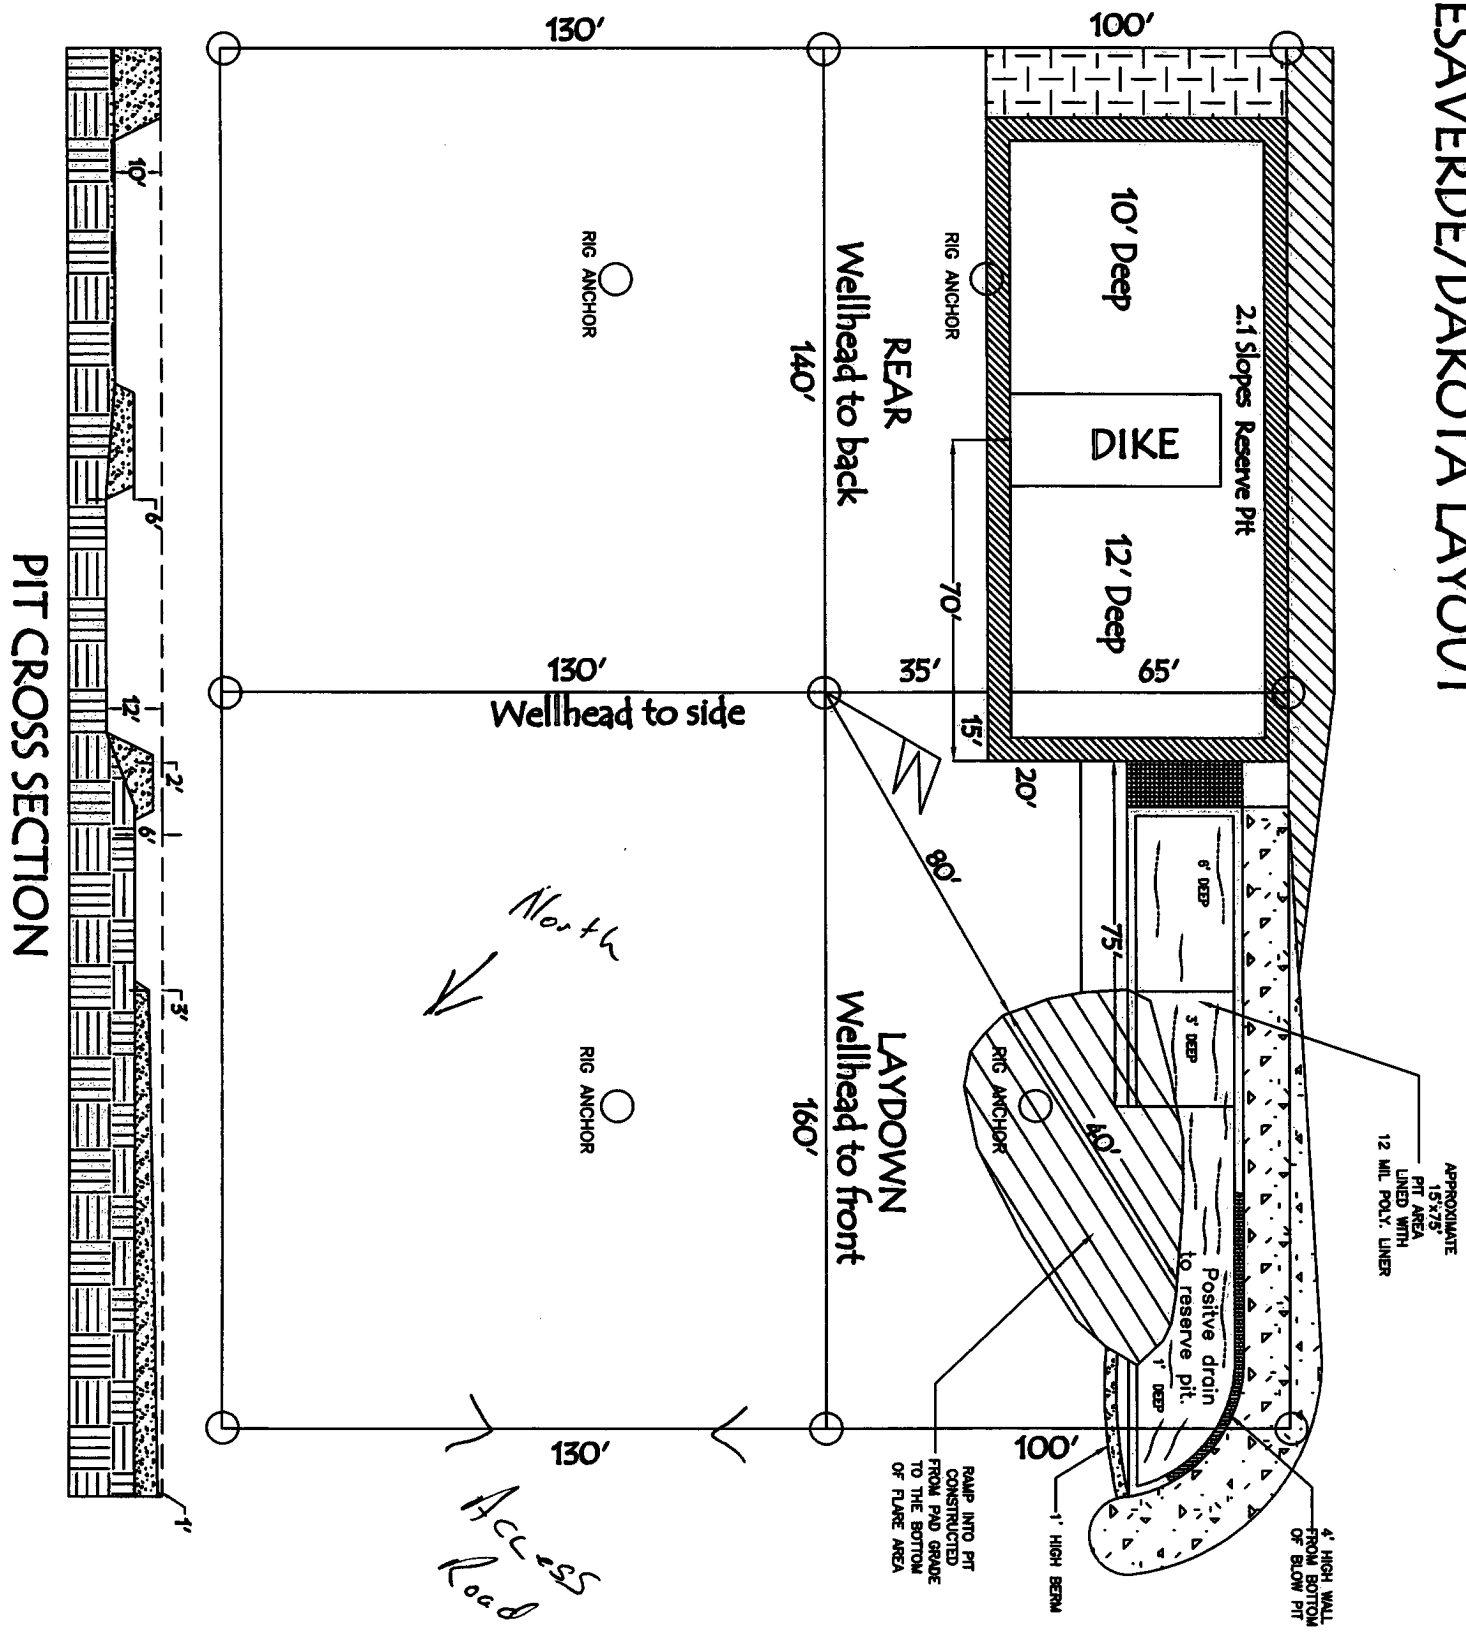 ESAVERDE/DAKOTA LAYOUT
130'
100'
10' Deep
2.1 Slopes Reserve Pit
DIKE
12' Deep
RIG ANCHOR
RIG ANCHOR
REAR
Wellhead to back
140'
70'
130'
Wellhead to side
35'
65'
15'
20'
80'
75'
6' DEEP
3' DEEP
APPROXIMATE
15'x75'
PIT AREA
LINED WITH
12 MIL POLY. LINER
North
LAYDOWN
Wellhead to front
160'
RIG ANCHOR
RIG ANCHOR
40'
Positve drain
to reserve pit.
1' DEEP
130'
100'
RAMP INTO PIT
CONSTRUCTED
FROM PAD GRADE
TO THE BOTTOM
OF FLARE AREA
1' HIGH BERM
4' HIGH WALL
FROM BOTTOM
OF BLOW PIT
Access
Road
10'
6'
12'
2'
6'
3'
1'
PIT CROSS SECTION